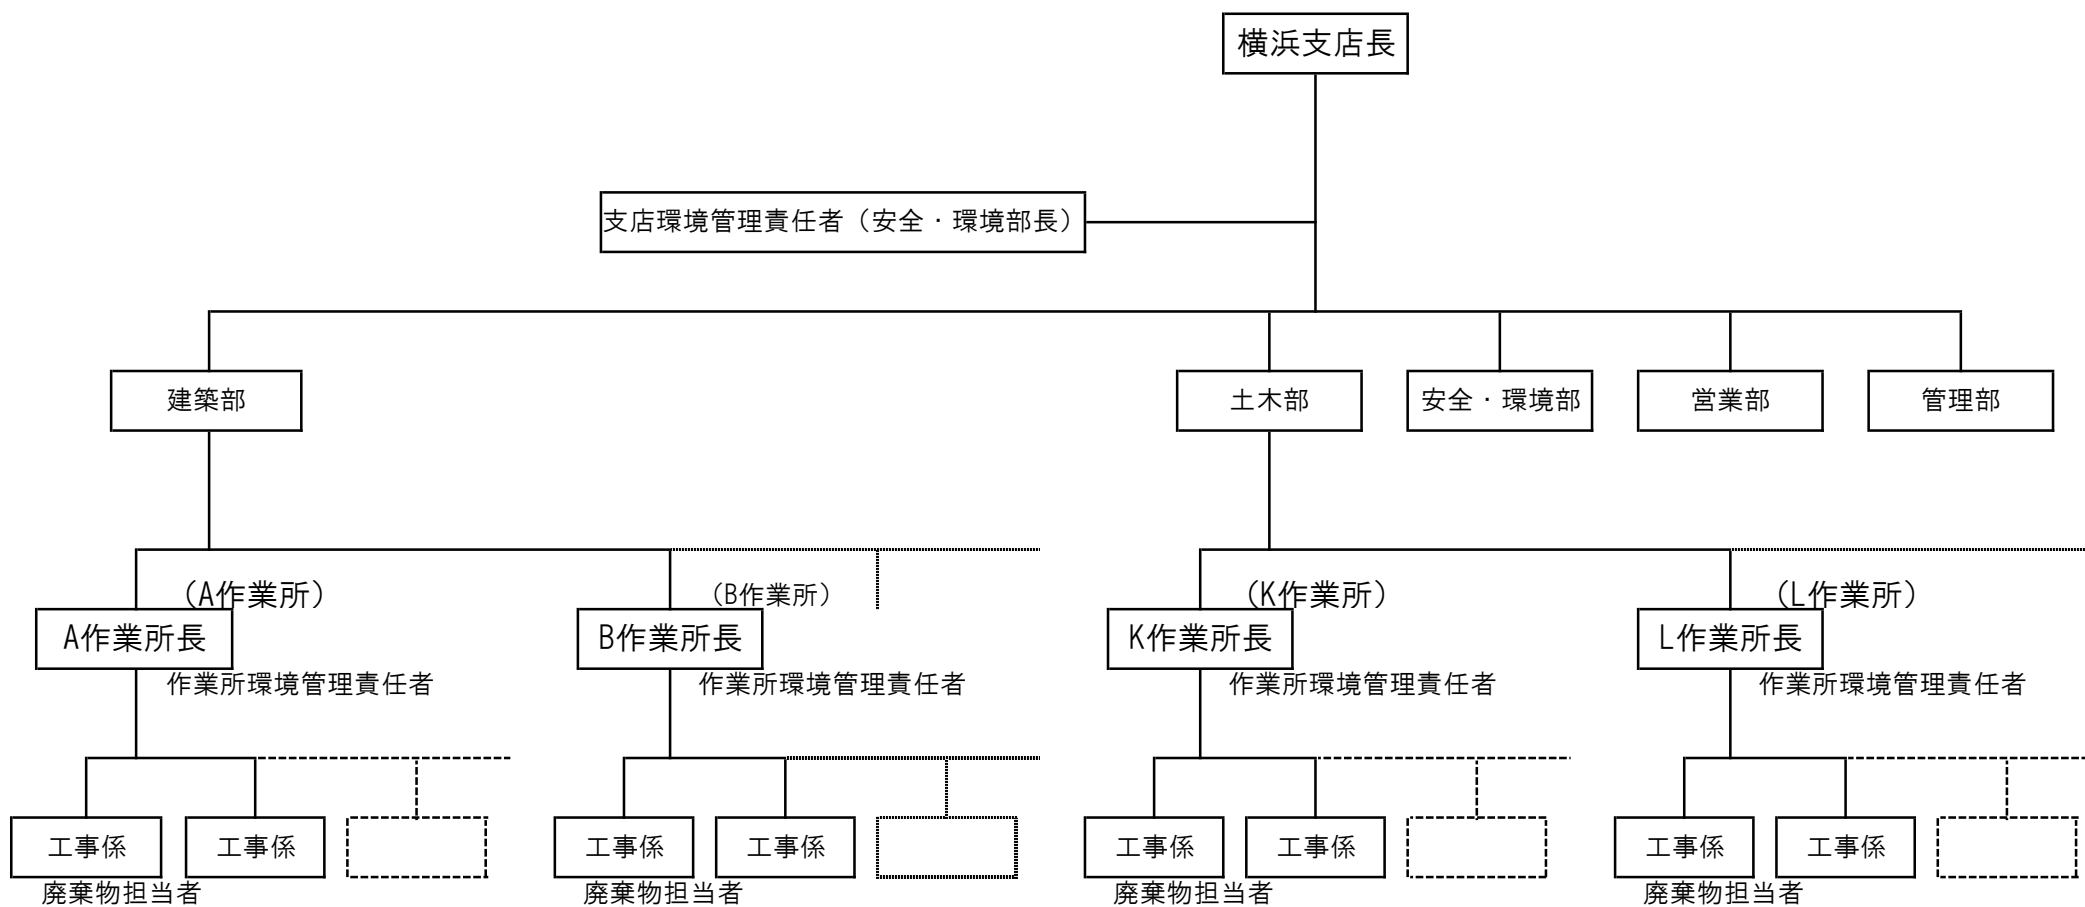 横浜支店長
支店環境管理責任者（安全・環境部長）
建築部
土木部
安全・環境部
営業部
管理部
（A作業所）
（B作業所）
（K作業所）
（L作業所）
A作業所長
B作業所長
K作業所長
L作業所長
作業所環境管理責任者
作業所環境管理責任者
作業所環境管理責任者
作業所環境管理責任者
工事係
工事係
工事係
工事係
工事係
工事係
工事係
工事係
廃棄物担当者
廃棄物担当者
廃棄物担当者
廃棄物担当者